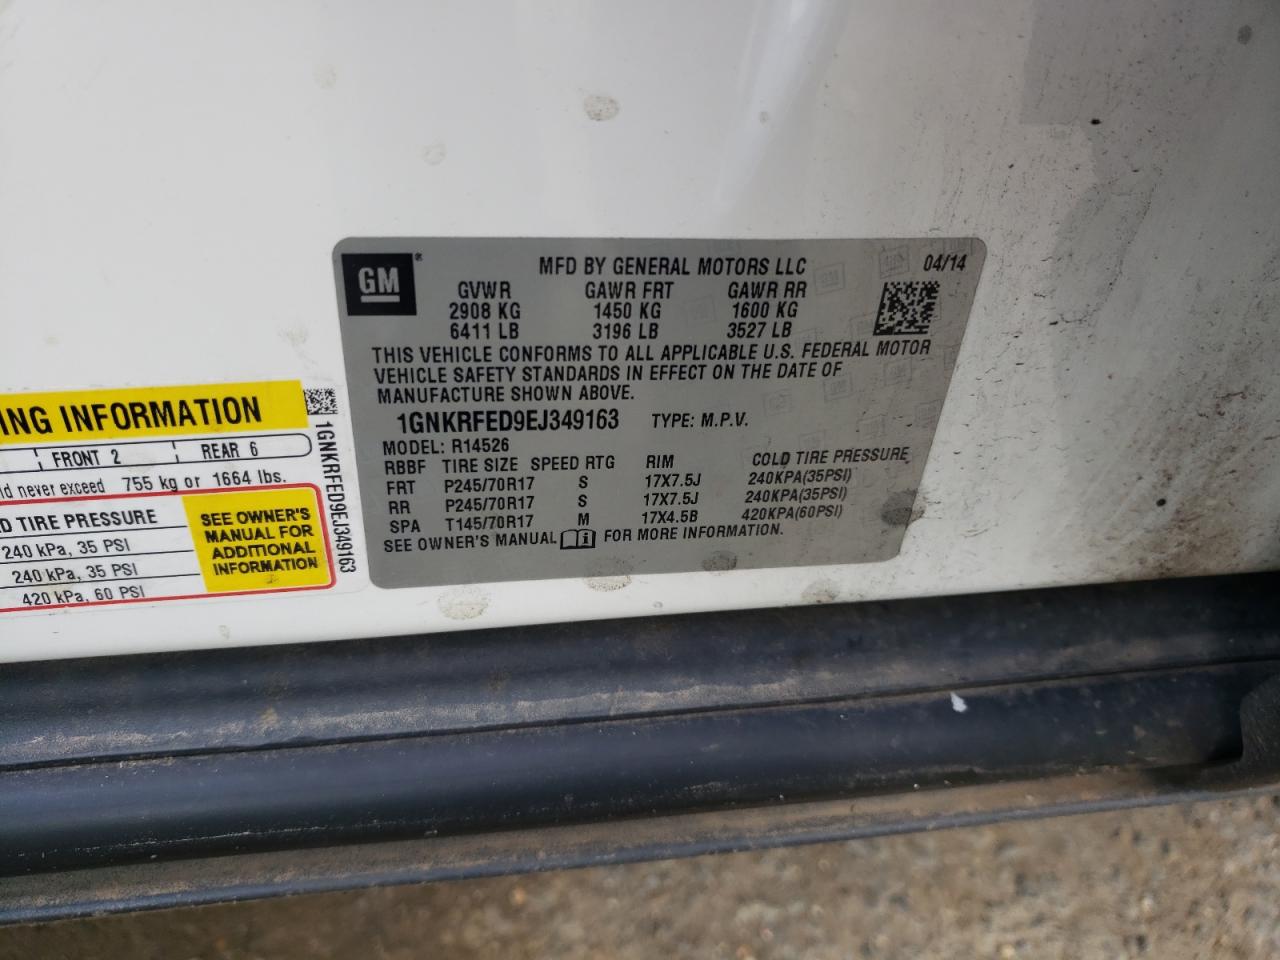 GM
MFD BY GENERAL MOTORS LLC 04/14
GVWR GAWR FRT GAWR RR
2908 KG 1450 KG 1600 KG
6411 LB 3196 LB 3527 LB
THIS VEHICLE CONFORMS TO ALL APPLICABLE U.S. FEDERAL MOTOR
VEHICLE SAFETY STANDARDS IN EFFECT ON THE DATE OF
MANUFACTURE SHOWN ABOVE.
1GNKRFED9EJ349163 TYPE: M.P.V.
MODEL: R14526
RBBF TIRE SIZE SPEED RTG RIM COLD TIRE PRESSURE
FRT P245/70R17 S 17X7.5J 240KPA(35PSI)
RR P245/70R17 S 17X7.5J 240KPA(35PSI)
SPA T145/70R17 M 17X4.5B 420KPA(60PSI)
SEE OWNER'S MANUAL FOR MORE INFORMATION.
ING INFORMATION
FRONT 2 REAR 6
ld never exceed 755 kg or 1664 lbs.
D TIRE PRESSURE
240 kPa, 35 PSI
240 kPa, 35 PSI
420 kPa, 60 PSI
SEE OWNER'S
MANUAL FOR
ADDITIONAL
INFORMATION
1GNKRFED9EJ349163